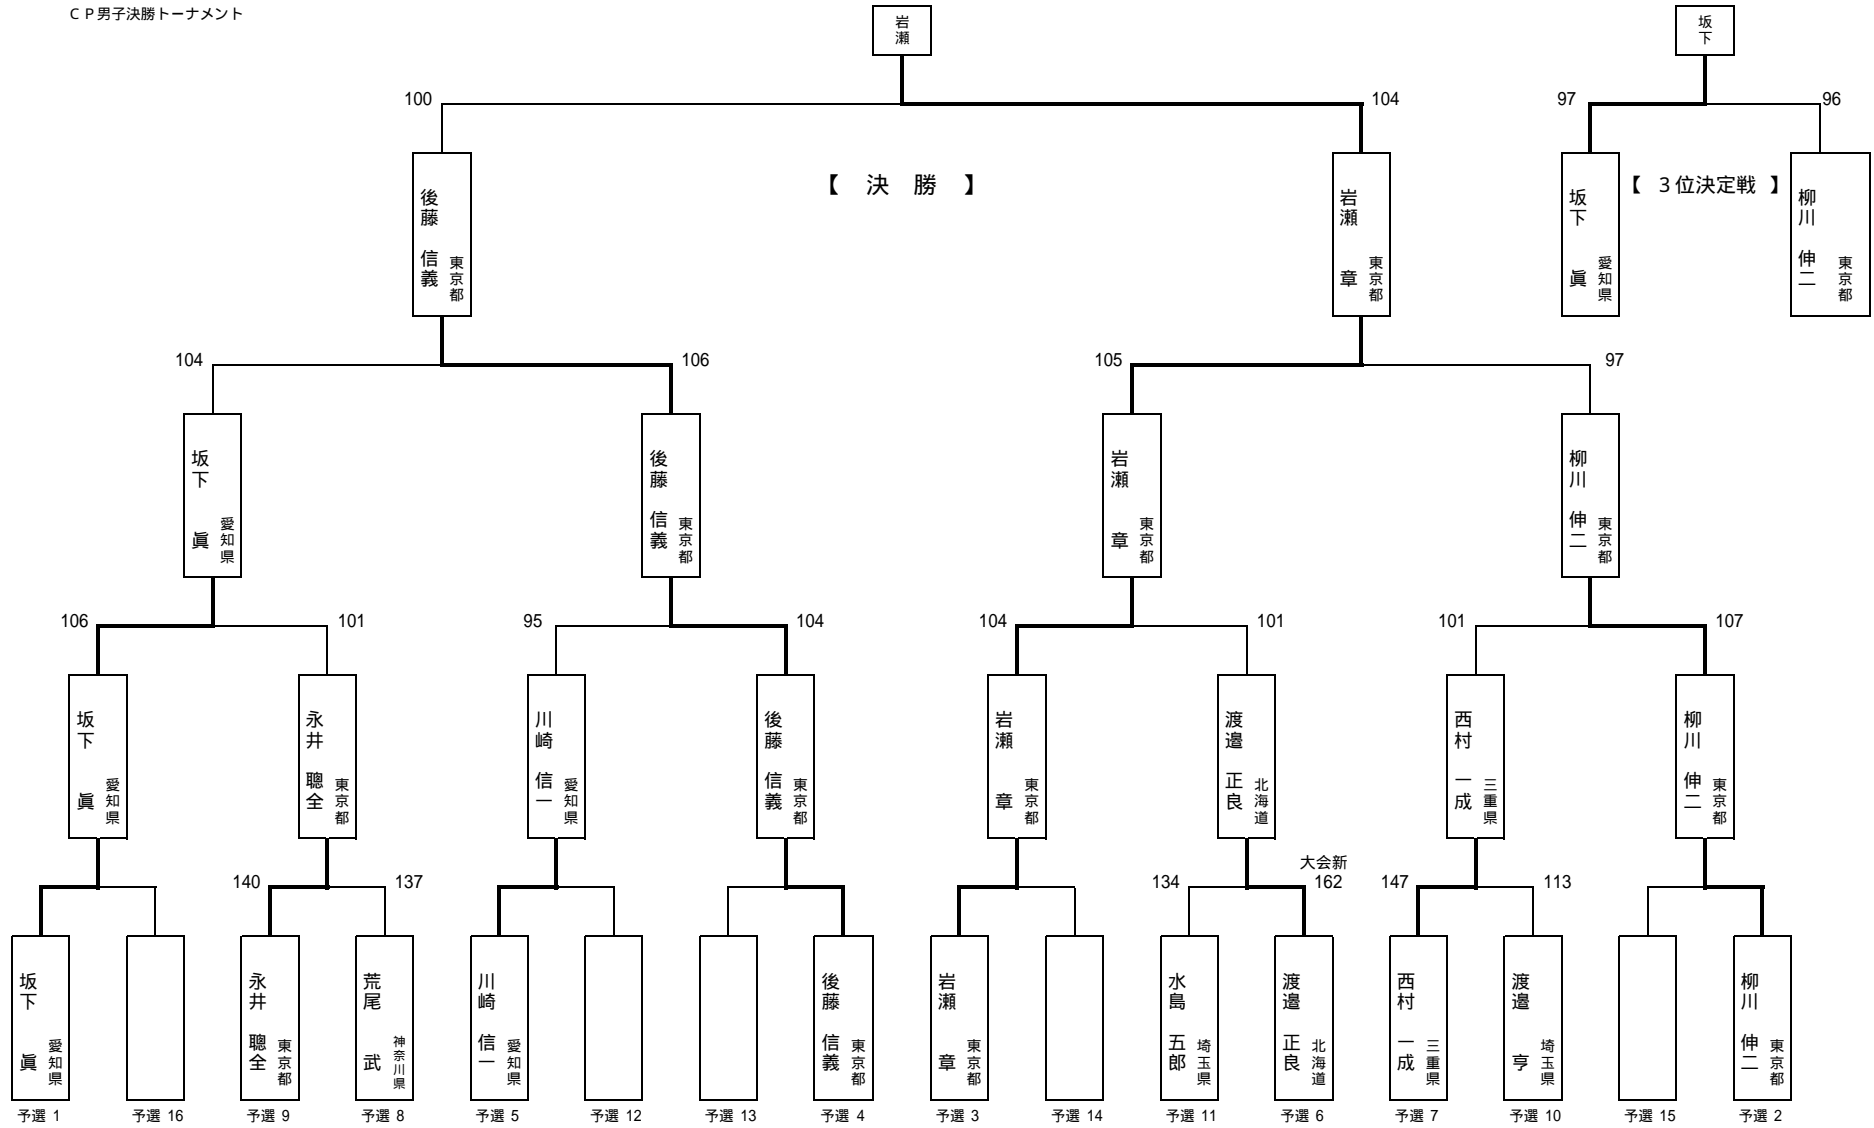 ＣＰ男子決勝トーナメント
岩瀬
坂下
100
104
97
96
【　決　勝　】
【　３位決定戦　】
後藤　信義　東京都
岩瀬　章　東京都
坂下　眞　愛知県
柳川　伸二　東京都
104
106
105
97
坂下　眞　愛知県
後藤　信義　東京都
岩瀬　章　東京都
柳川　伸二　東京都
106
101
95
104
104
101
101
107
坂下　眞　愛知県
永井　聰全　東京都
川崎　信一　愛知県
後藤　信義　東京都
岩瀬　章　東京都
渡邉　正良　北海道
西村　一成　三重県
柳川　伸二　東京都
大会新
140
137
134
162
147
113
坂下　眞　愛知県
永井　聰全　東京都
荒尾　武　神奈川県
川崎　信一　愛知県
後藤　信義　東京都
岩瀬　章　東京都
水島　五郎　埼玉県
渡邉　正良　北海道
西村　一成　三重県
渡邉　亨　埼玉県
柳川　伸二　東京都
予選 1
予選 16
予選 9
予選 8
予選 5
予選 12
予選 13
予選 4
予選 3
予選 14
予選 11
予選 6
予選 7
予選 10
予選 15
予選 2